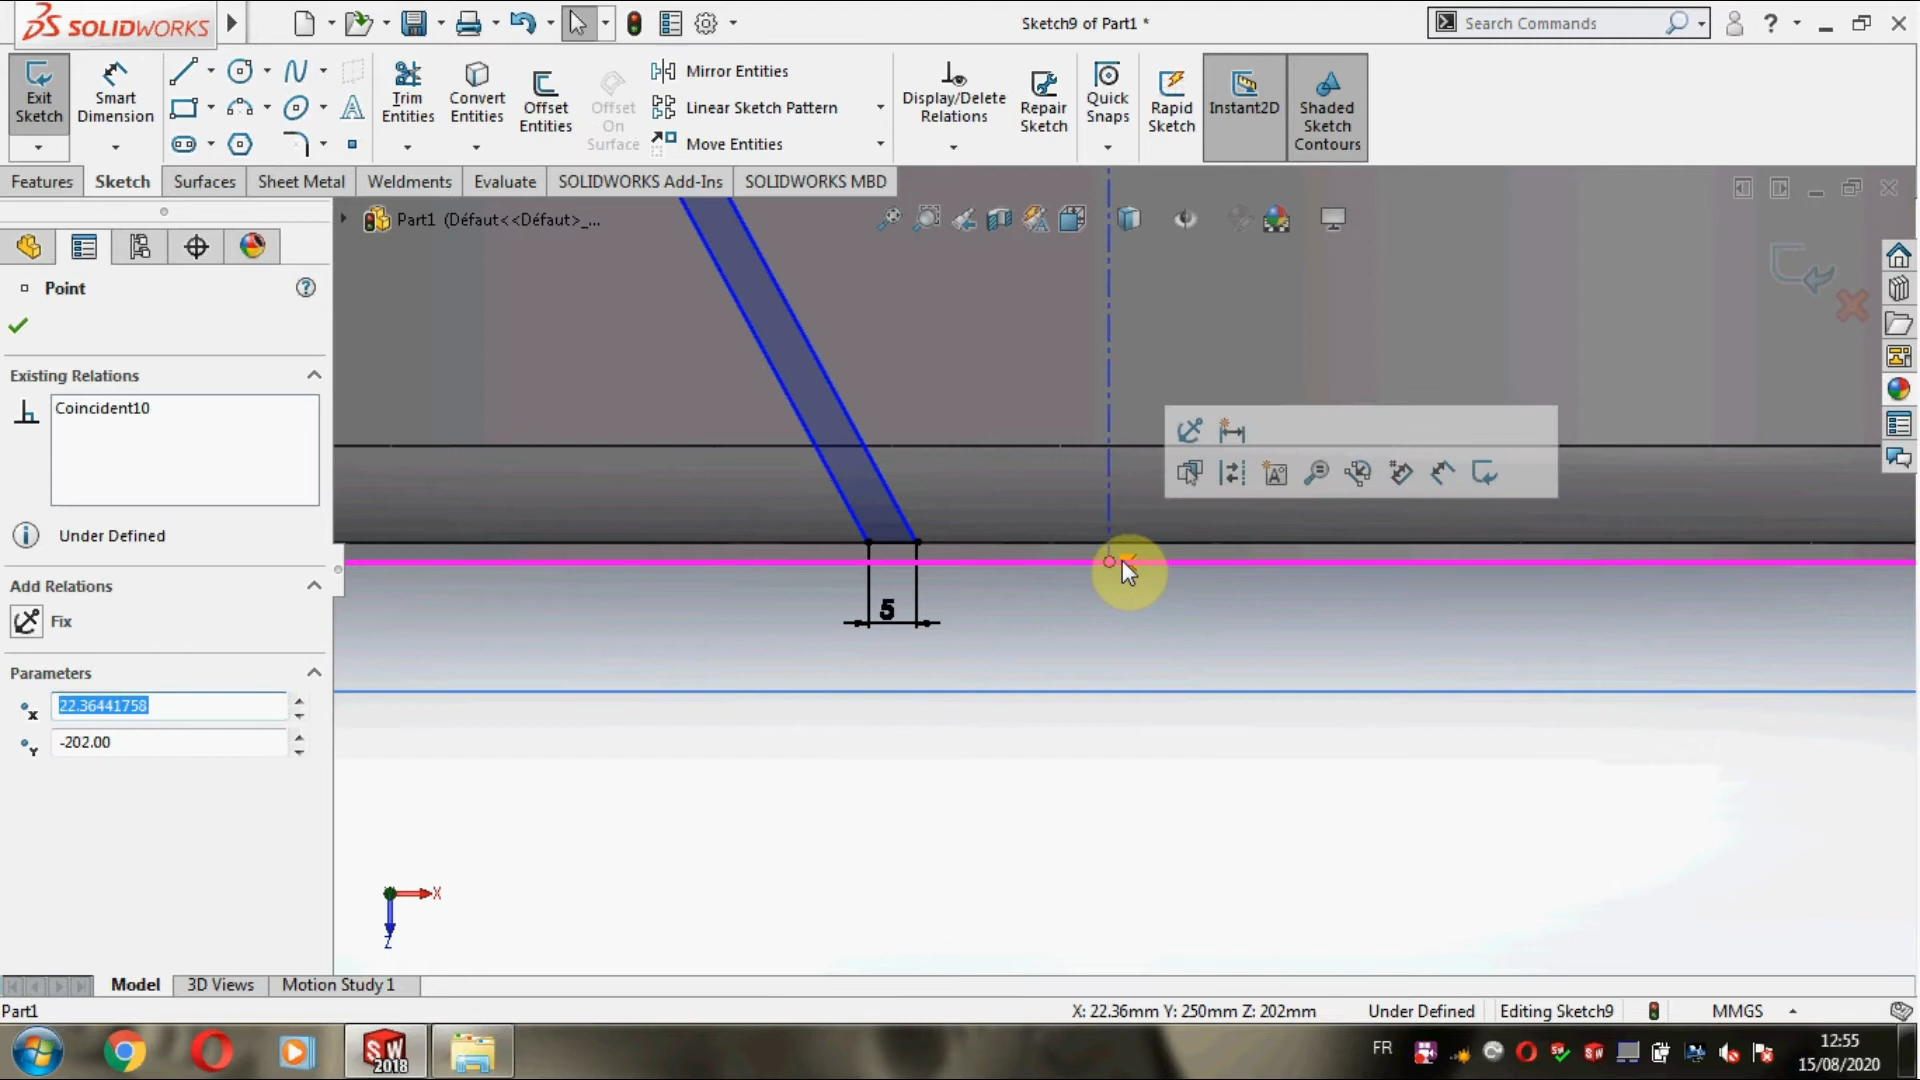 SOLIDWORKS
Sketch9 of Part1 *
Search Commands
Exit Sketch
Smart Dimension
Trim Entities
Convert Entities
Offset Entities
Offset On Surface
Mirror Entities
Linear Sketch Pattern
Move Entities
Display/Delete Relations
Repair Sketch
Quick Snaps
Rapid Sketch
Instant2D
Shaded Sketch Contours
Features
Sketch
Surfaces
Sheet Metal
Weldments
Evaluate
SOLIDWORKS Add-Ins
SOLIDWORKS MBD
Part1 (Défaut<<Défaut>_...
Point
Existing Relations
Coincident10
Under Defined
Add Relations
Fix
Parameters
X
22.36441758
Y
-202.00
5
X
Z
Model
3D Views
Motion Study 1
Part1
X: 22.36mm Y: 250mm Z: 202mm
Under Defined
Editing Sketch9
MMGS
SW
2018
FR
12:55
15/08/2020